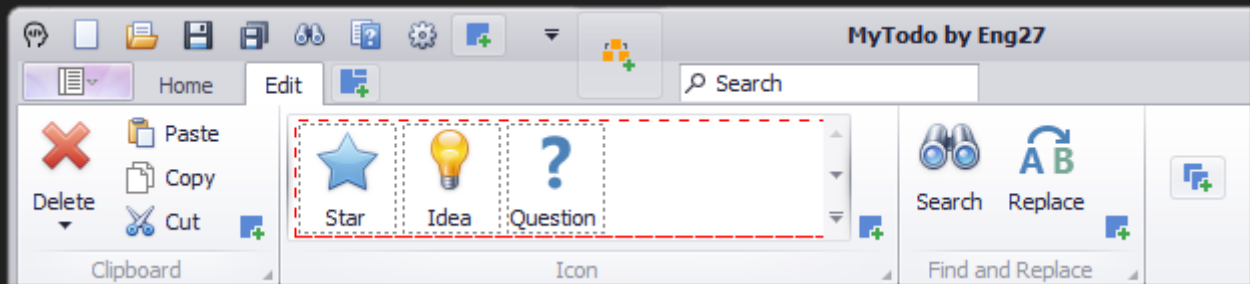 MyTodo by Eng27
Home
Edit
Search
Delete
Paste
Copy
Cut
Clipboard
Star
Idea
Question
Icon
Search
A B
Replace
Find and Replace